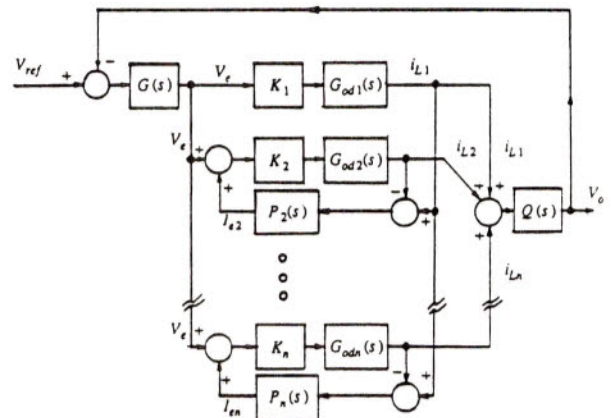 V_ref + − G(s) V_e K_1 G_od1(s) i_L1
V_e + + K_2 G_od2(s) i_L2 i_L1
I_e2 P_2(s) − + + + + Q(s) V_o
i_Ln
V_e + + K_n G_odn(s)
I_en P_n(s) − +